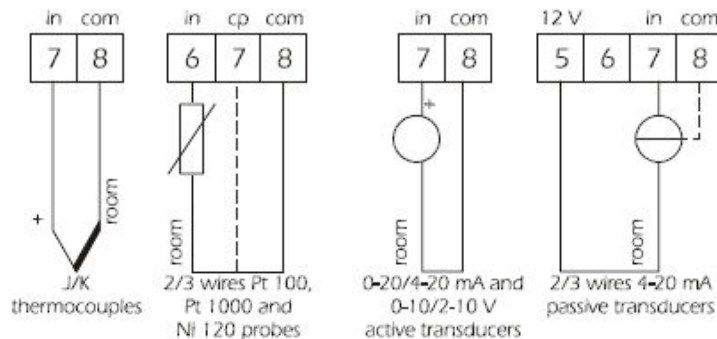 in com
7 8
+
room
J/K
thermocouples
in cp com
6 7 8
room
2/3 wires Pt 100,
Pt 1000 and
Ni 120 probes
in com
7 8
+
room
0-20/4-20 mA and
0-10/2-10 V
active transducers
12 V in com
5 6 7 8
room
2/3 wires 4-20 mA
passive transducers